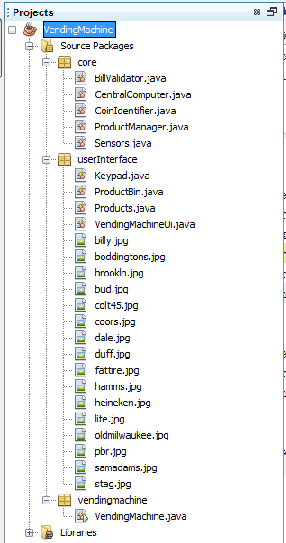 Projects
VendingMachine
Source Packages
core
BillValidator.java
CentralComputer.java
CoinIdentifier.java
ProductManager.java
Sensors.java
userInterface
Keypad.java
ProductBin.java
Products.java
VendingMachineUI.java
billy.jpg
boddingtons.jpg
brookln.jpg
bud.jpg
colt45.jpg
coors.jpg
dale.jpg
duff.jpg
fattre.jpg
hamms.jpg
heineken.jpg
lite.jpg
oldmilwaukee.jpg
pbr.jpg
samadams.jpg
stag.jpg
vendingmachine
VendingMachine.java
Libraries